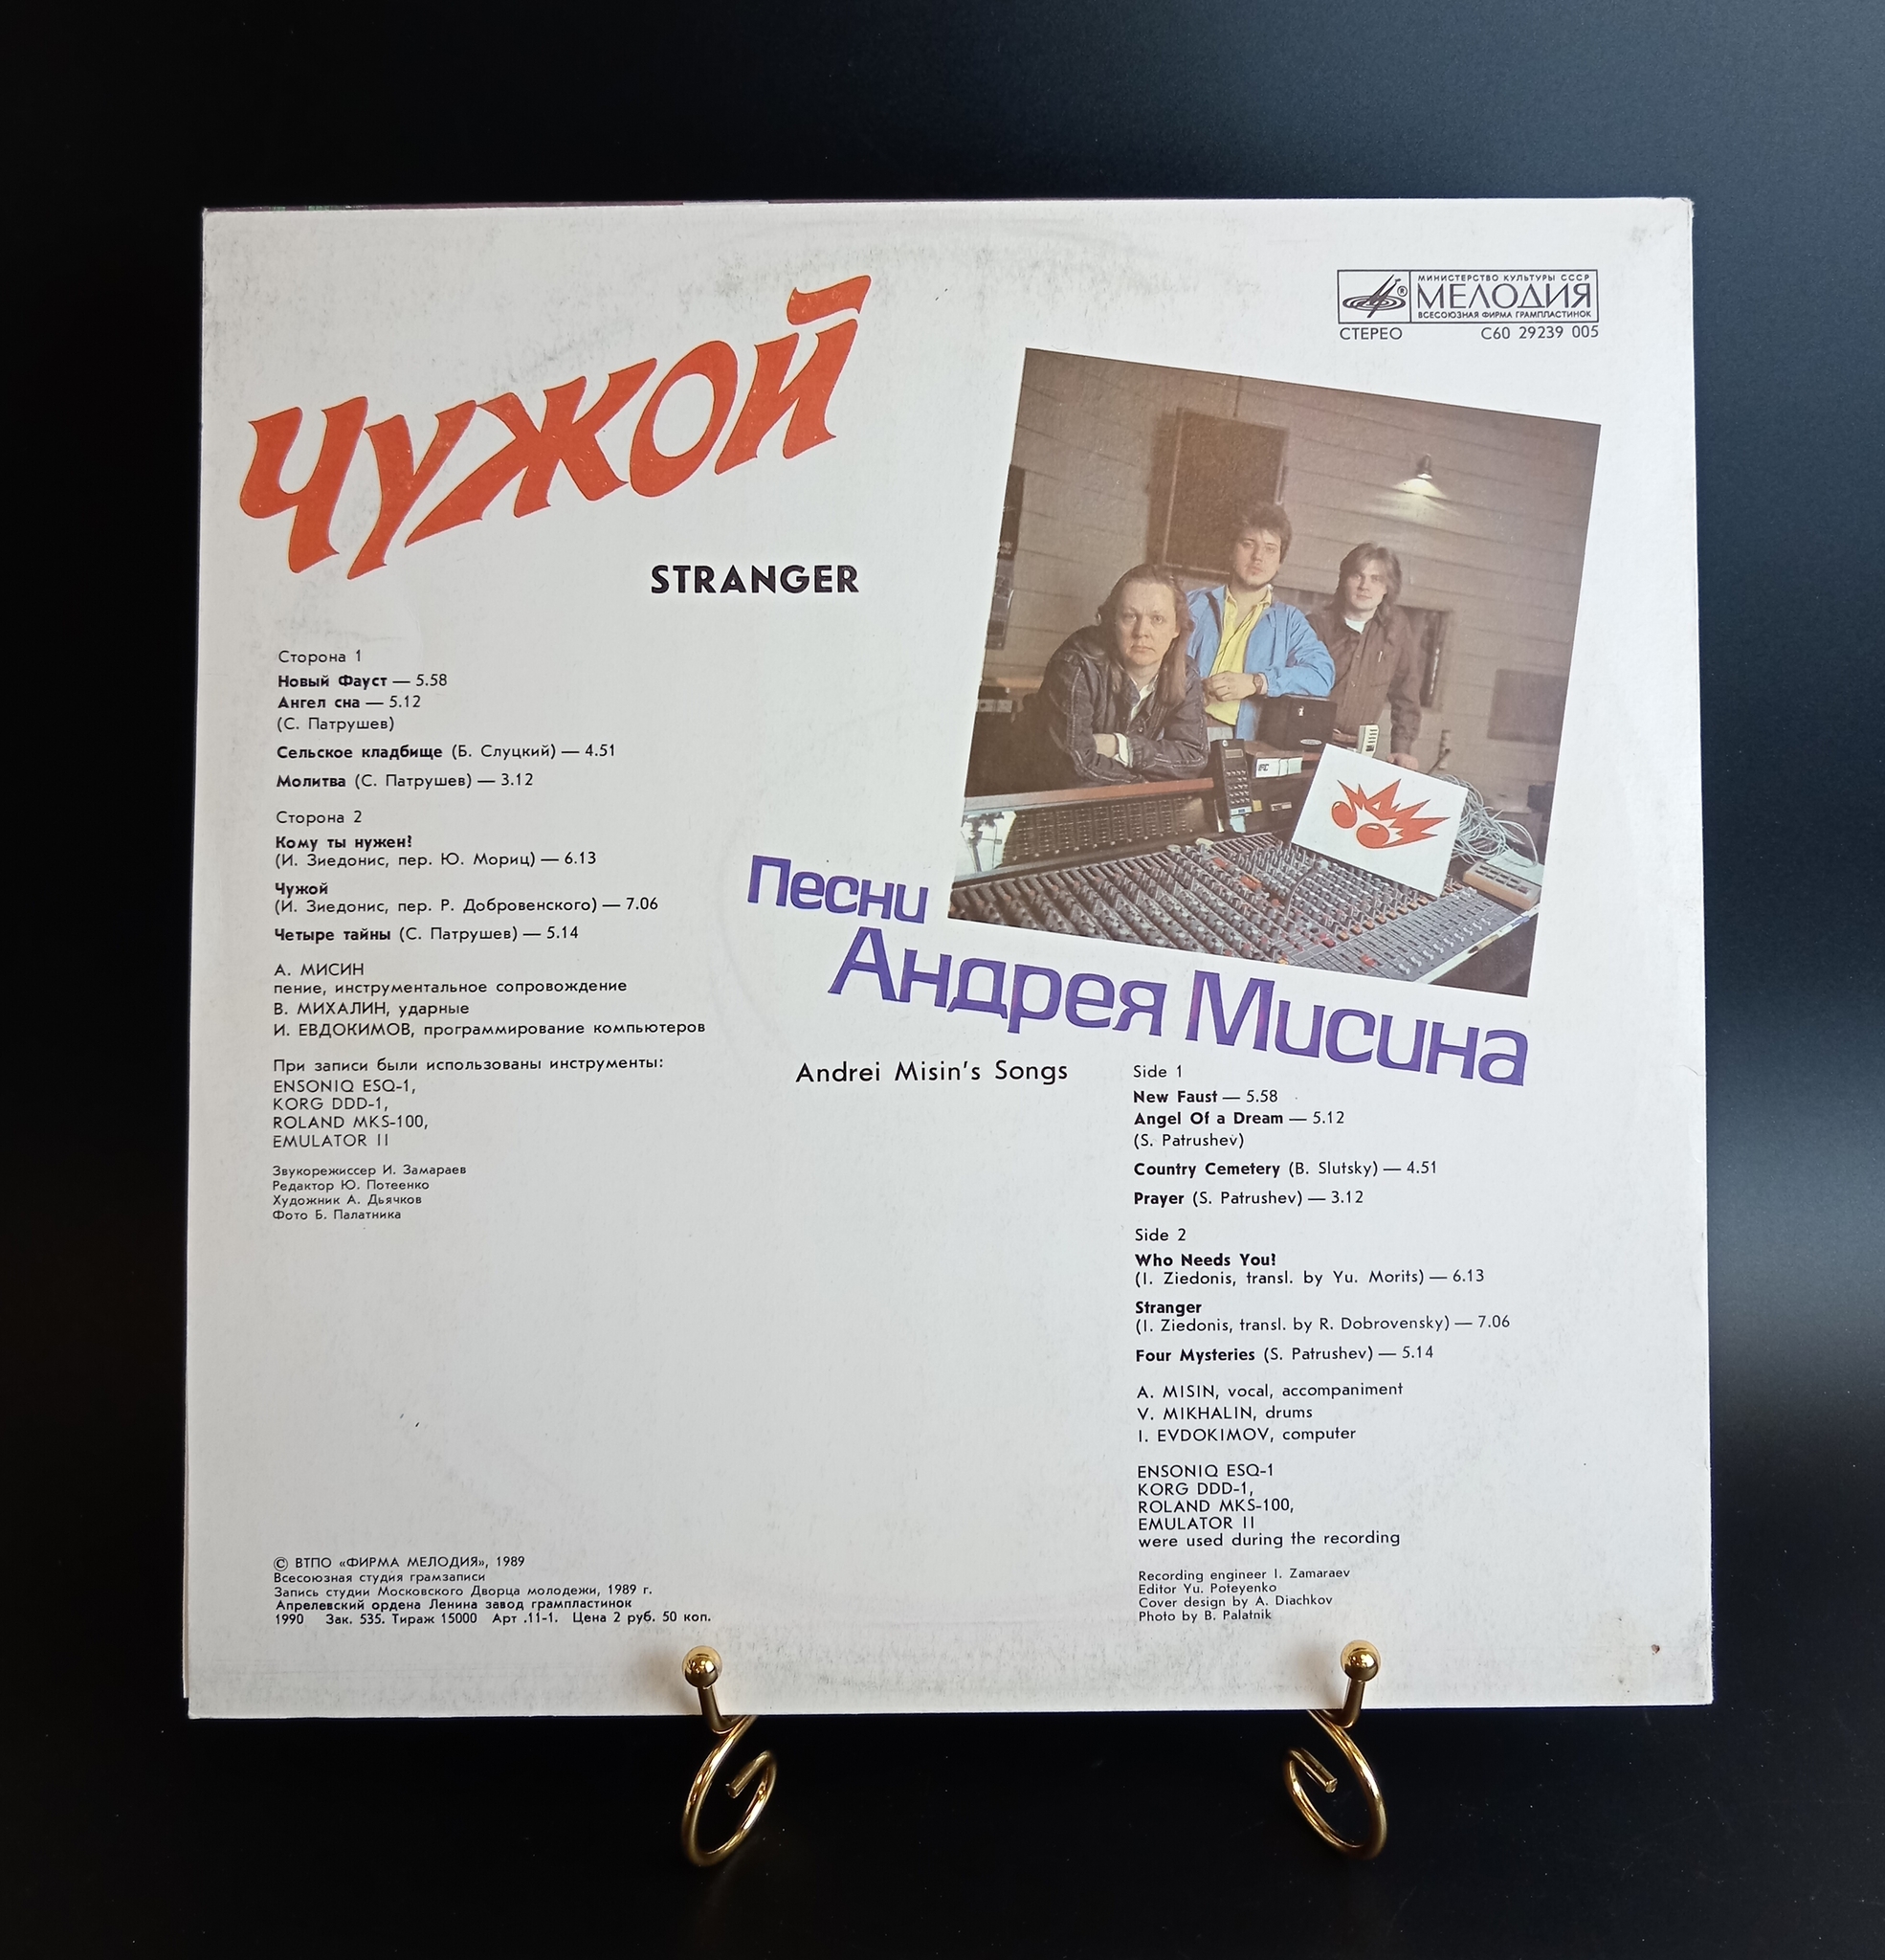 ЧУЖОЙ
STRANGER
МИНИСТЕРСТВО КУЛЬТУРЫ СССР
МЕЛОДИЯ
ВСЕСОЮЗНАЯ ФИРМА ГРАМПЛАСТИНОК
СТЕРЕО С60 29239 005
Сторона 1
Новый Фауст — 5.58
Ангел сна — 5.12
(С. Патрушев)
Сельское кладбище (Б. Слуцкий) — 4.51
Молитва (С. Патрушев) — 3.12
Сторона 2
Кому ты нужен?
(И. Зиедонис, пер. Ю. Мориц) — 6.13
Чужой
(И. Зиедонис, пер. Р. Добровенского) — 7.06
Четыре тайны (С. Патрушев) — 5.14
А. МИСИН
пение, инструментальное сопровождение
В. МИХАЛИН, ударные
И. ЕВДОКИМОВ, программирование компьютеров
При записи были использованы инструменты:
ENSONIQ ESQ-1,
KORG DDD-1,
ROLAND MKS-100,
EMULATOR II
Звукорежиссер И. Замараев
Редактор Ю. Потеенко
Художник А. Дьячков
Фото Б. Палатника
Песни
Андрея Мисина
Andrei Misin's Songs
Side 1
New Faust — 5.58
Angel Of a Dream — 5.12
(S. Patrushev)
Country Cemetery (B. Slutsky) — 4.51
Prayer (S. Patrushev) — 3.12
Side 2
Who Needs You?
(I. Ziedonis, transl. by Yu. Morits) — 6.13
Stranger
(I. Ziedonis, transl. by R. Dobrovensky) — 7.06
Four Mysteries (S. Patrushev) — 5.14
A. MISIN, vocal, accompaniment
V. MIKHALIN, drums
I. EVDOKIMOV, computer
ENSONIQ ESQ-1
KORG DDD-1,
ROLAND MKS-100,
EMULATOR II
were used during the recording
Recording engineer I. Zamaraev
Editor Yu. Poteyenko
Cover design by A. Diachkov
Photo by B. Palatnik
© ВТПО «ФИРМА МЕЛОДИЯ», 1989
Всесоюзная студия грамзаписи
Запись студии Московского Дворца молодежи, 1989 г.
Апрелевский ордена Ленина завод грампластинок
1990 Зак. 535. Тираж 15000 Арт .11-1. Цена 2 руб. 50 коп.